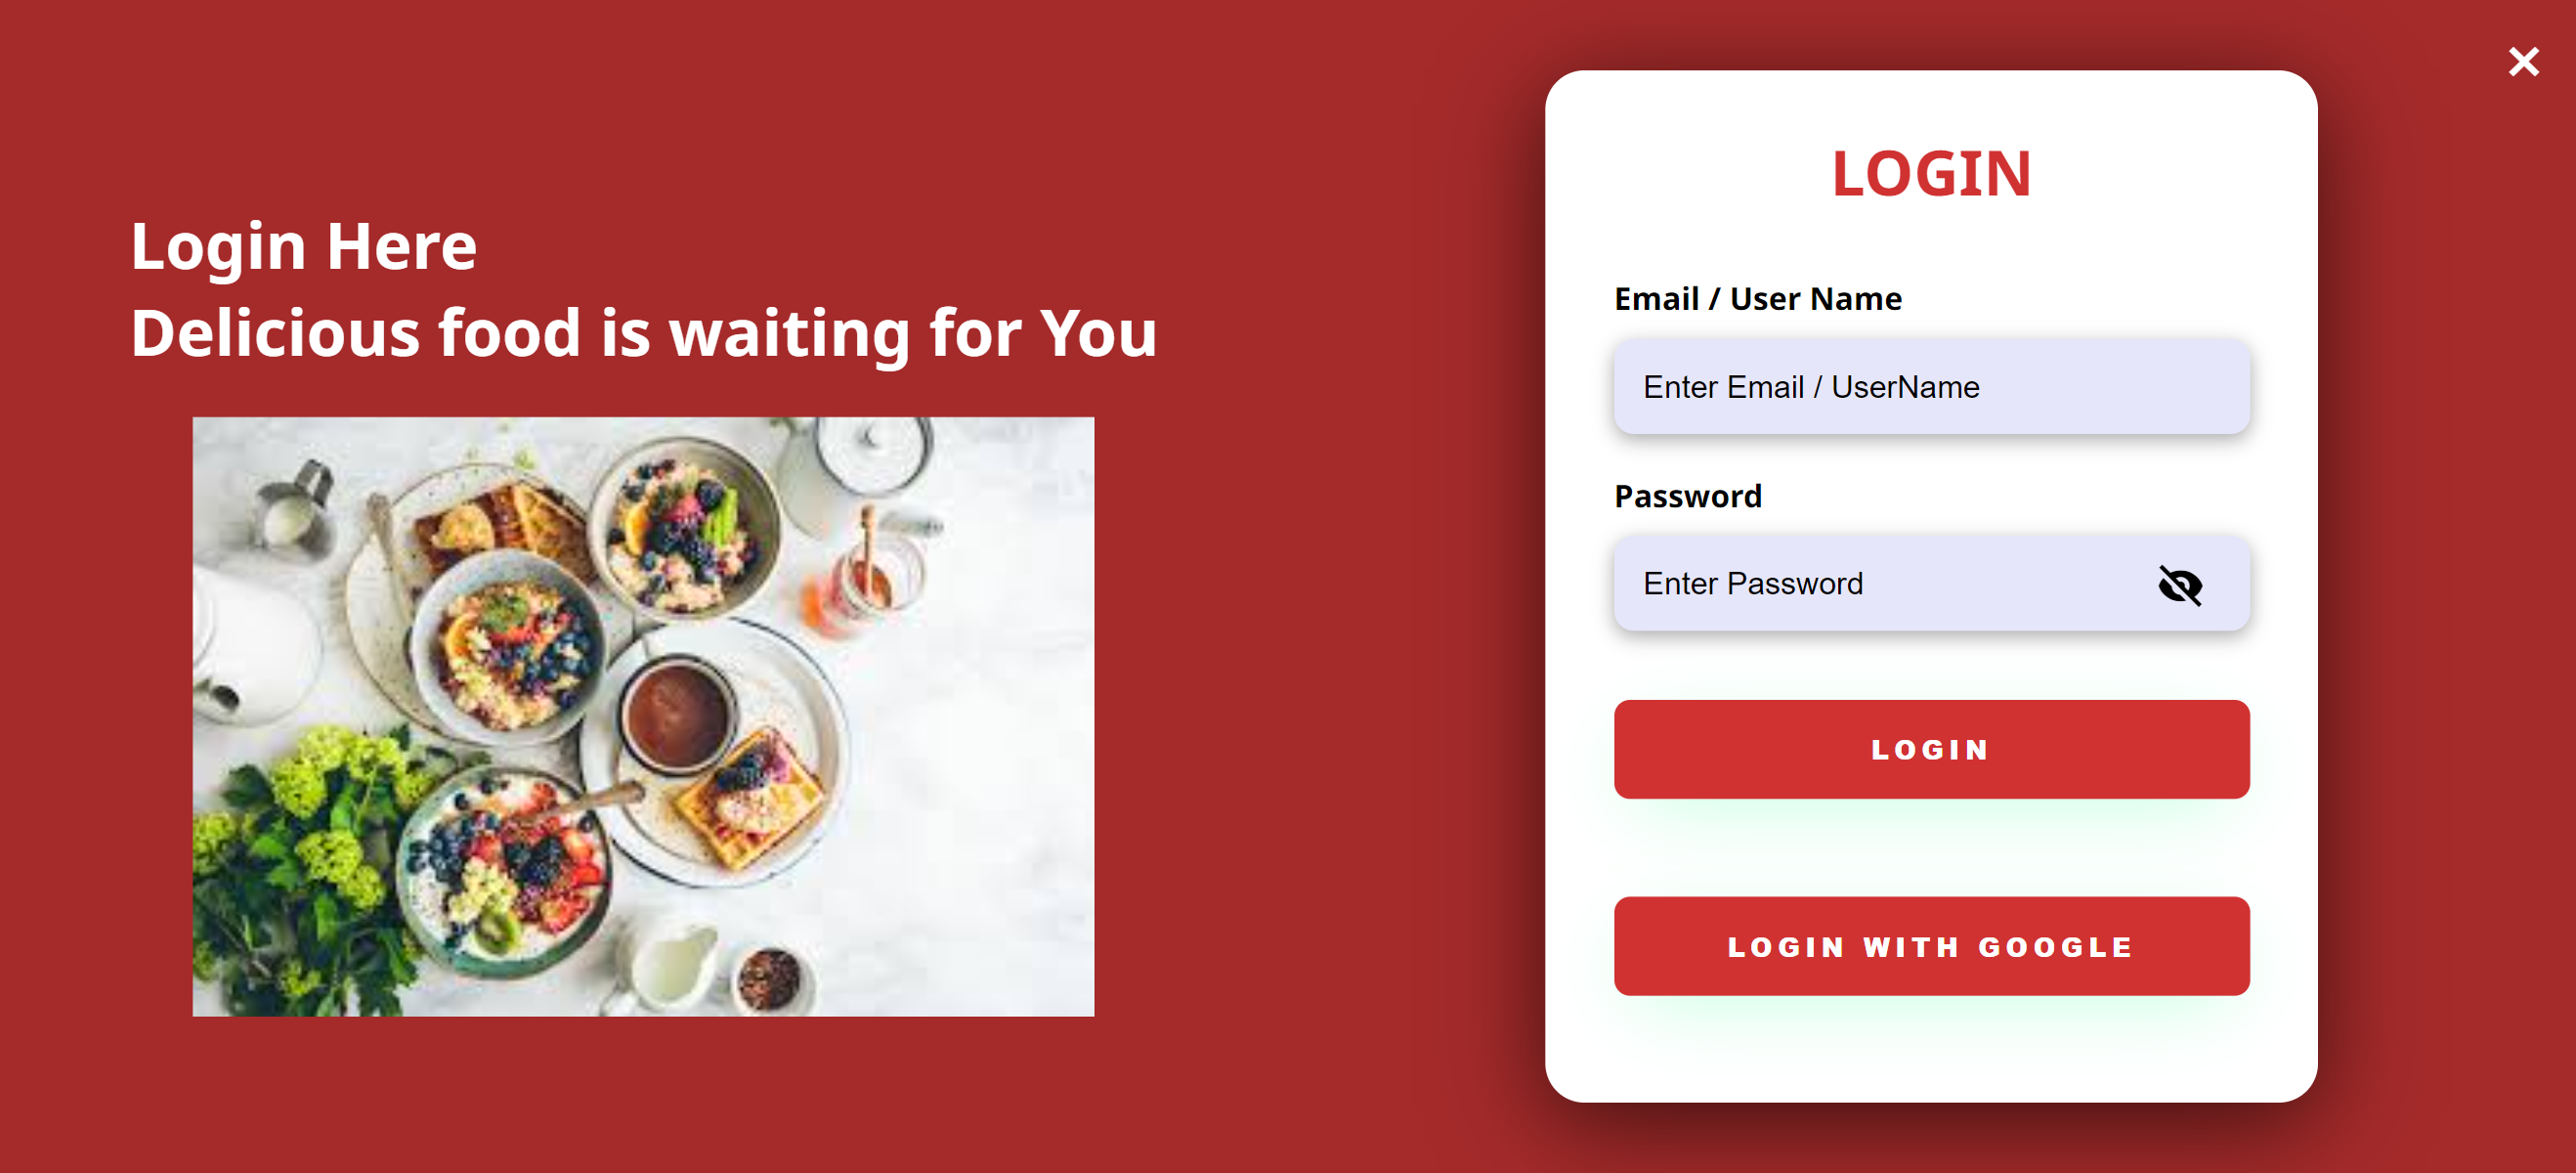 Login Here
Delicious food is waiting for You
LOGIN
Email / User Name
Enter Email / UserName
Password
Enter Password
LOGIN
LOGIN WITH GOOGLE